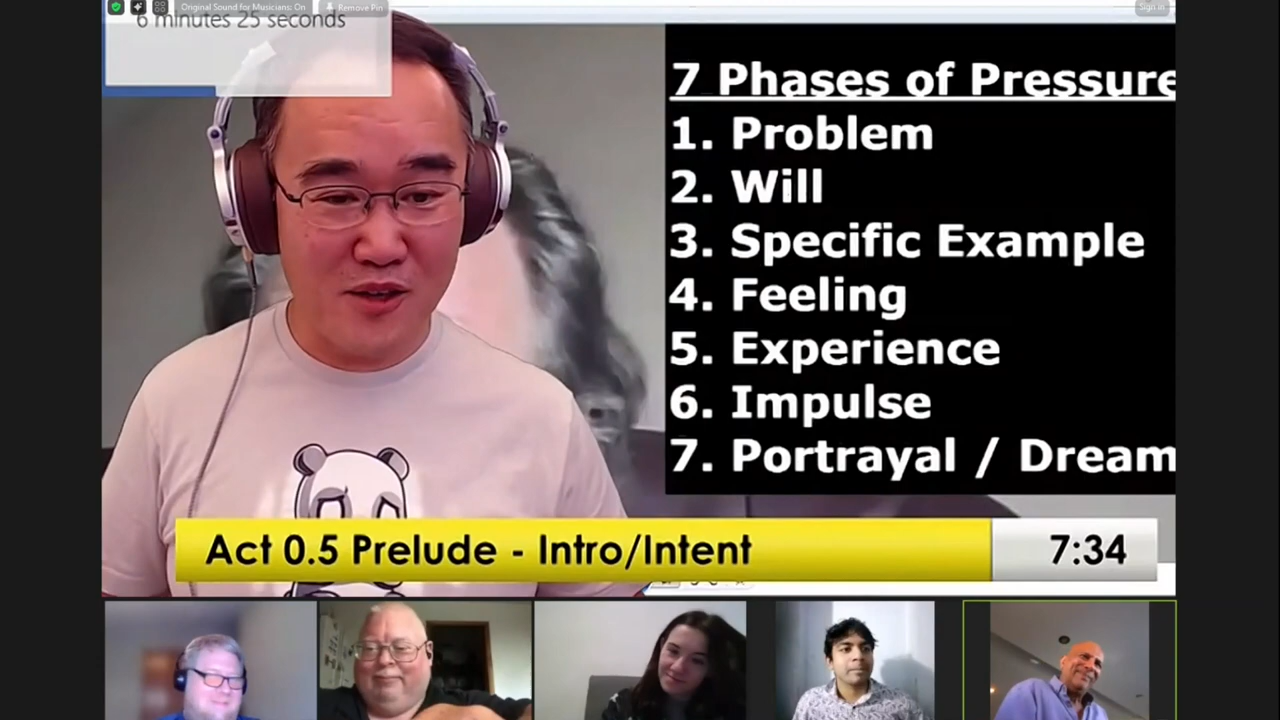 Original Sound for Musicians: On
Remove Pin
Sign in
6 minutes 25 seconds
7 Phases of Pressure
1. Problem
2. Will
3. Specific Example
4. Feeling
5. Experience
6. Impulse
7. Portrayal / Dream
Act 0.5 Prelude - Intro/Intent
7:34